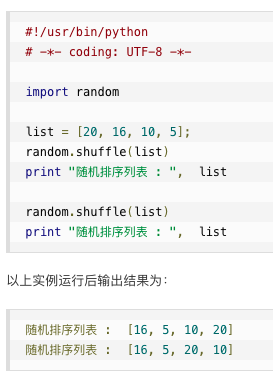 #!/usr/bin/python
# -*- coding: UTF-8 -*-
import random
list = [20, 16, 10, 5];
random.shuffle(list)
print "随机排序列表 : ",  list
random.shuffle(list)
print "随机排序列表 : ",  list
以上实例运行后输出结果为：
随机排序列表 :  [16, 5, 10, 20]
随机排序列表 :  [16, 5, 20, 10]